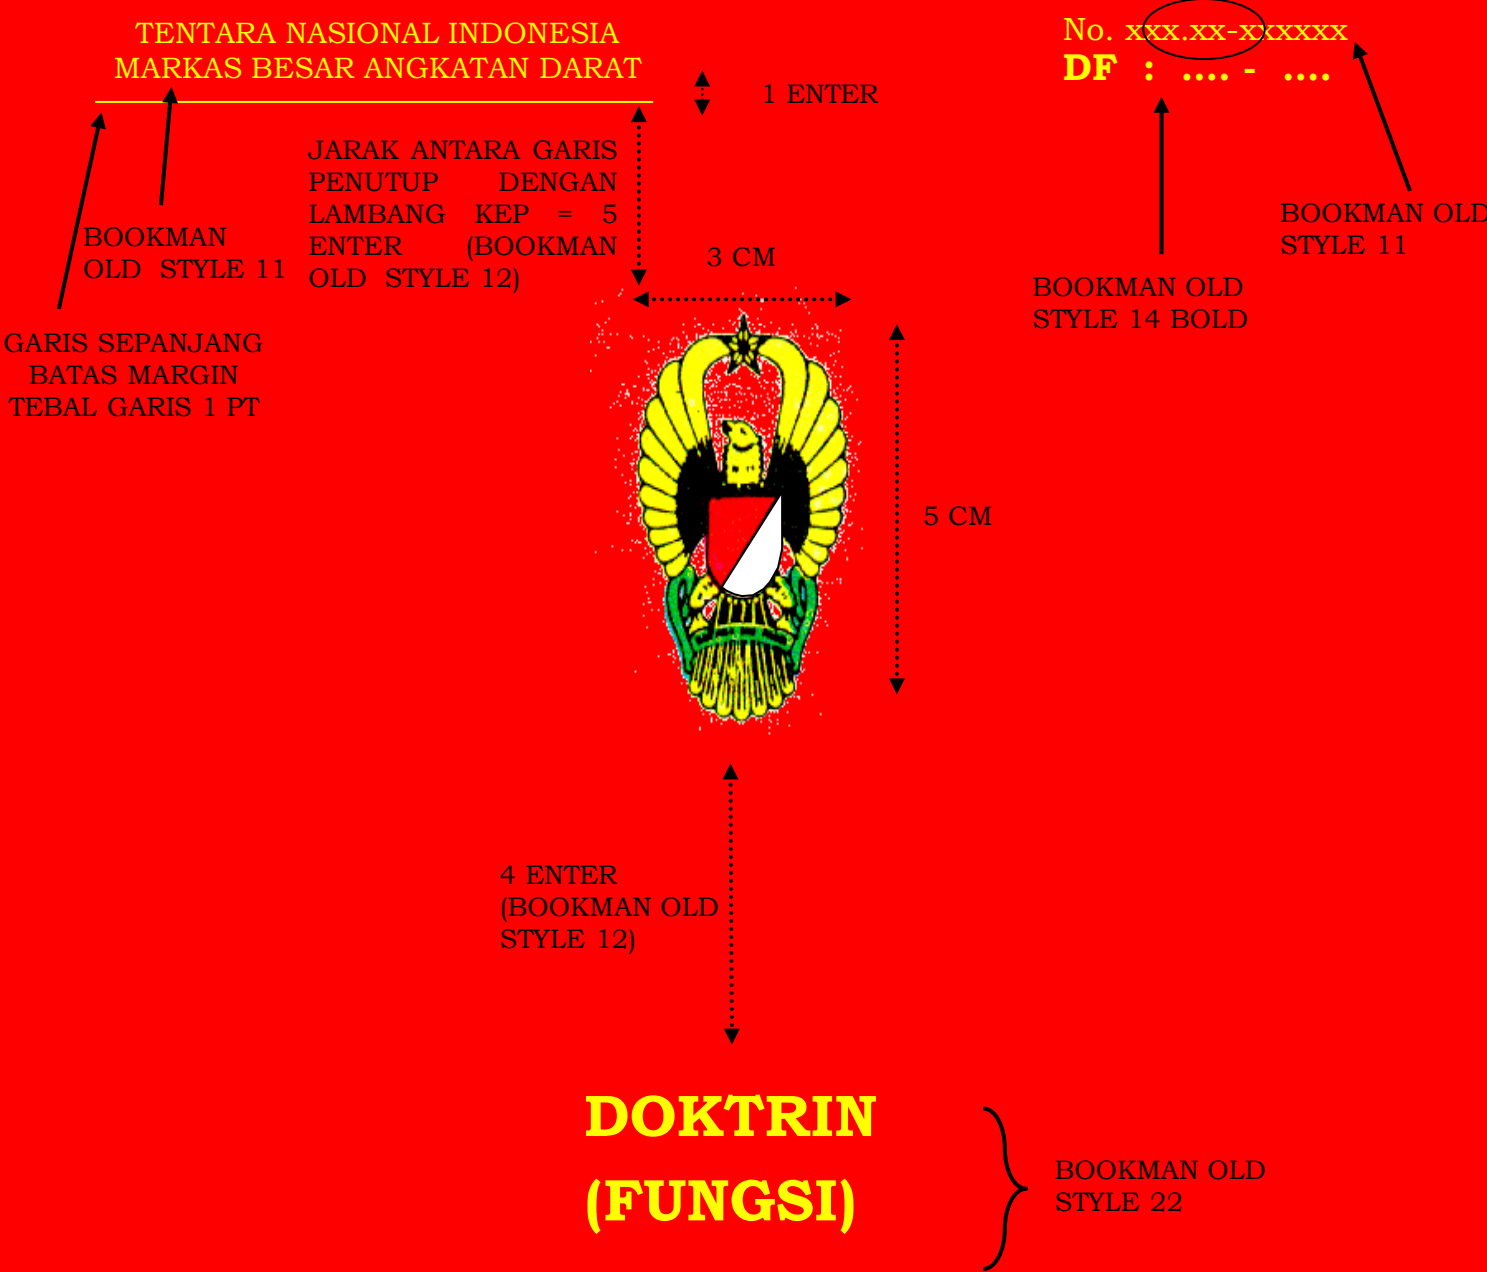 TENTARA NASIONAL INDONESIA
MARKAS BESAR ANGKATAN DARAT
No. xxx.xx-xxxxxx
DF : .... - ....
1 ENTER
JARAK ANTARA GARIS
PENUTUP DENGAN
LAMBANG KEP = 5
ENTER (BOOKMAN
OLD STYLE 12)
BOOKMAN
OLD STYLE 11
GARIS SEPANJANG
BATAS MARGIN
TEBAL GARIS 1 PT
3 CM
BOOKMAN OLD
STYLE 11
BOOKMAN OLD
STYLE 14 BOLD
5 CM
4 ENTER
(BOOKMAN OLD
STYLE 12)
DOKTRIN
(FUNGSI)
BOOKMAN OLD
STYLE 22